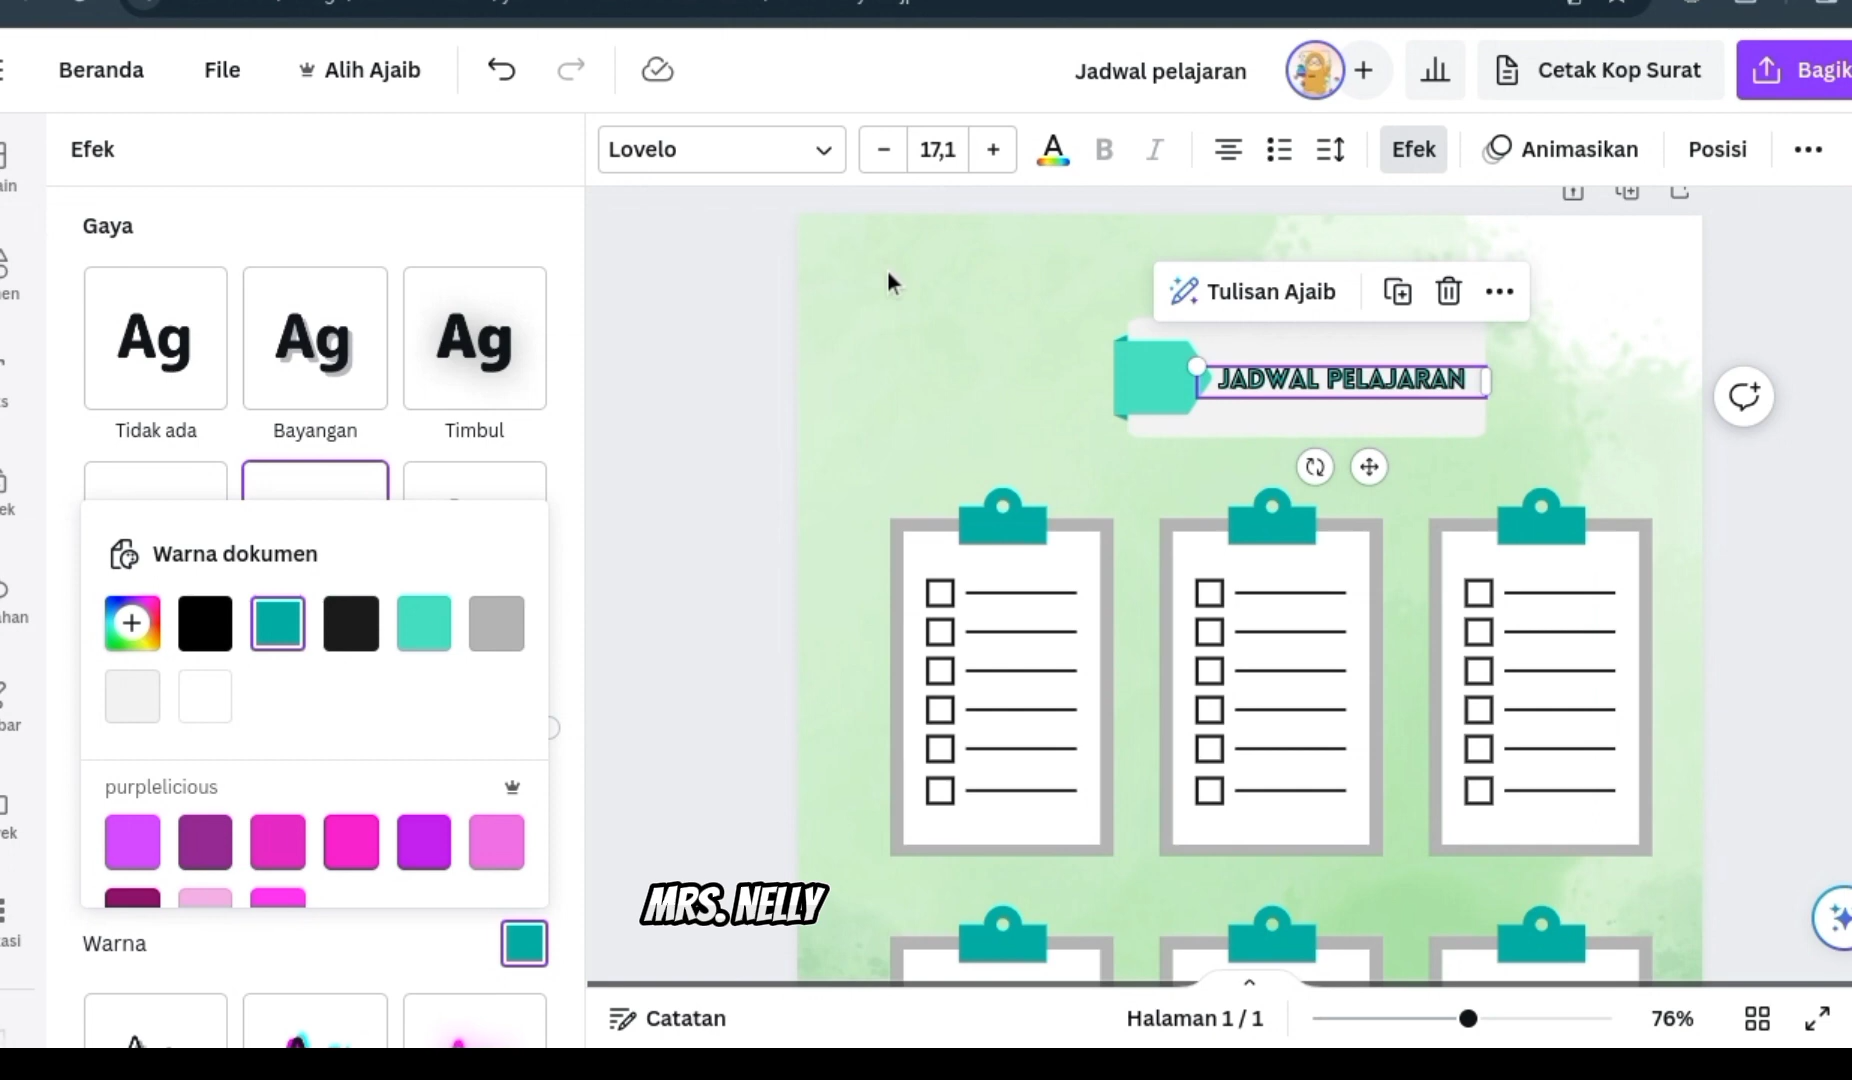 Beranda
File
Alih Ajaib
Jadwal pelajaran
Cetak Kop Surat
Bagik
Efek
Lovelo
17,1
A
B
I
Efek
Animasikan
Posisi
Gaya
Ag
Ag
Ag
Tidak ada
Bayangan
Timbul
Tulisan Ajaib
JADWAL PELAJARAN
Warna dokumen
purplelicious
MRS. NELLY
Warna
Catatan
Halaman 1 / 1
76%